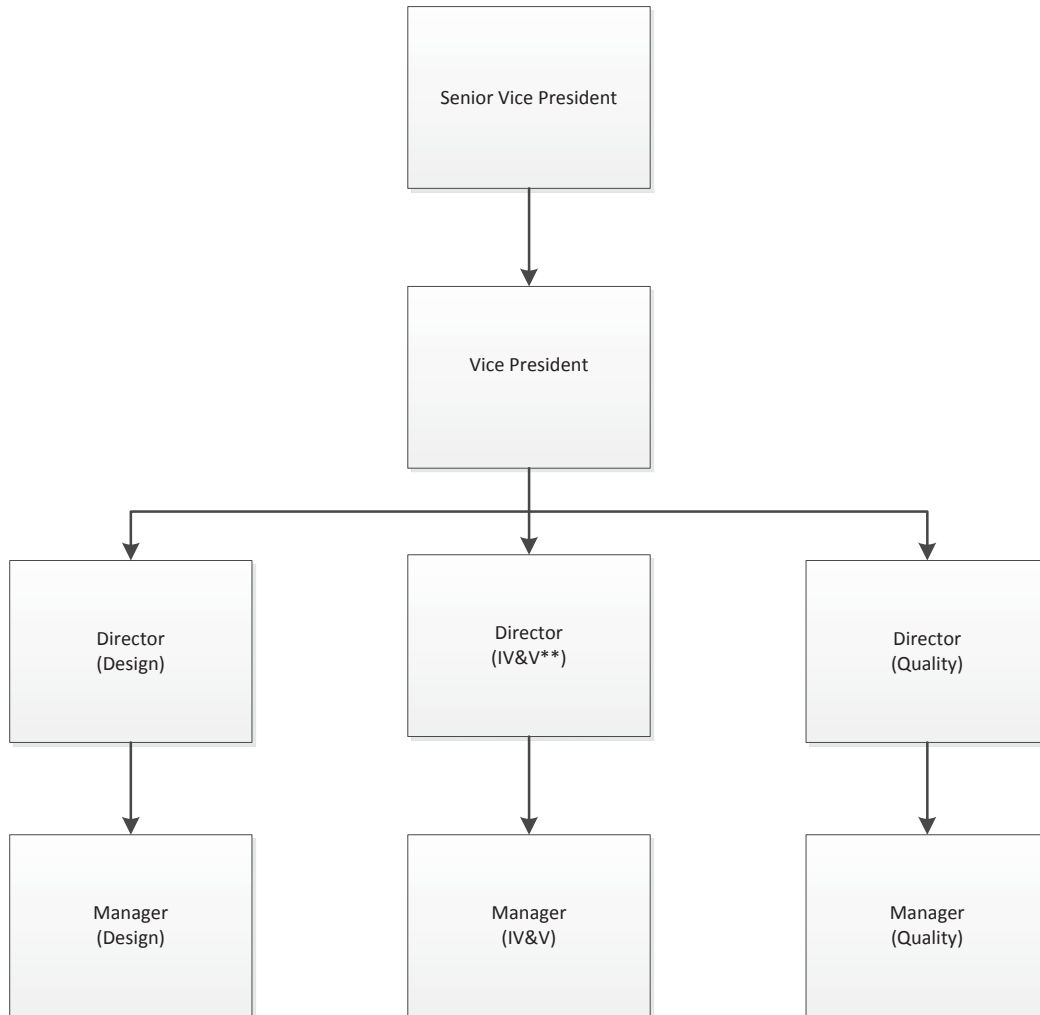 Senior Vice President
Vice President
Director
(Design)
Director
(IV&V**)
Director
(Quality)
Manager
(Design)
Manager
(IV&V)
Manager
(Quality)